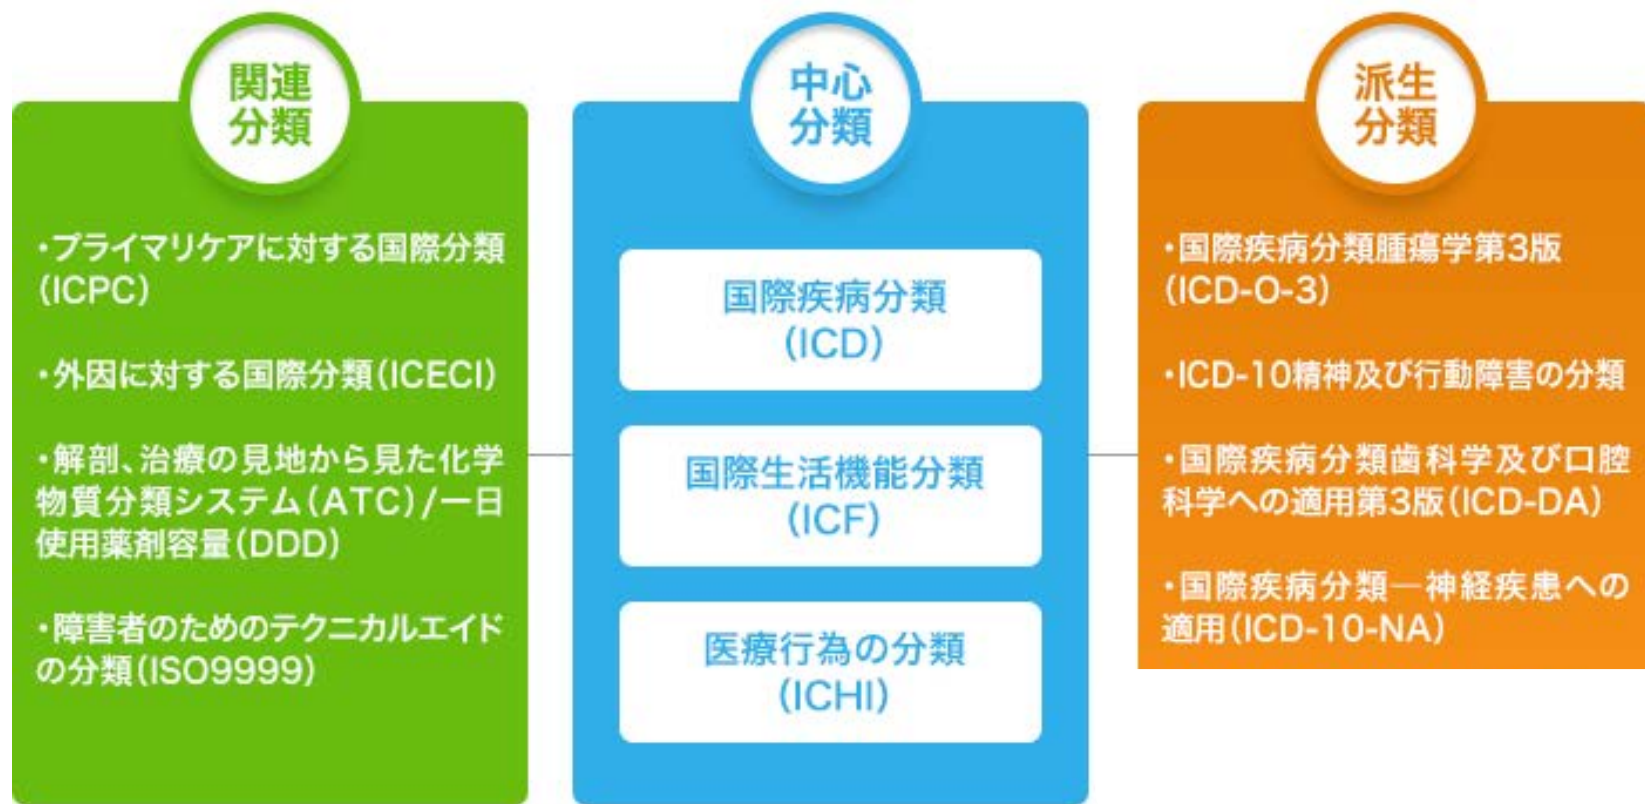 関連
分類
・プライマリケアに対する国際分類
(ICPC)
・外因に対する国際分類(ICECI)
・解剖、治療の見地から見た化学
物質分類システム(ATC)/一日
使用薬剤容量(DDD)
・障害者のためのテクニカルエイド
の分類(ISO9999)
中心
分類
国際疾病分類
(ICD)
国際生活機能分類
(ICF)
医療行為の分類
(ICHI)
派生
分類
・国際疾病分類腫瘍学第3版
(ICD-O-3)
・ICD-10精神及び行動障害の分類
・国際疾病分類歯科学及び口腔
科学への適用第3版(ICD-DA)
・国際疾病分類―神経疾患への
適用(ICD-10-NA)